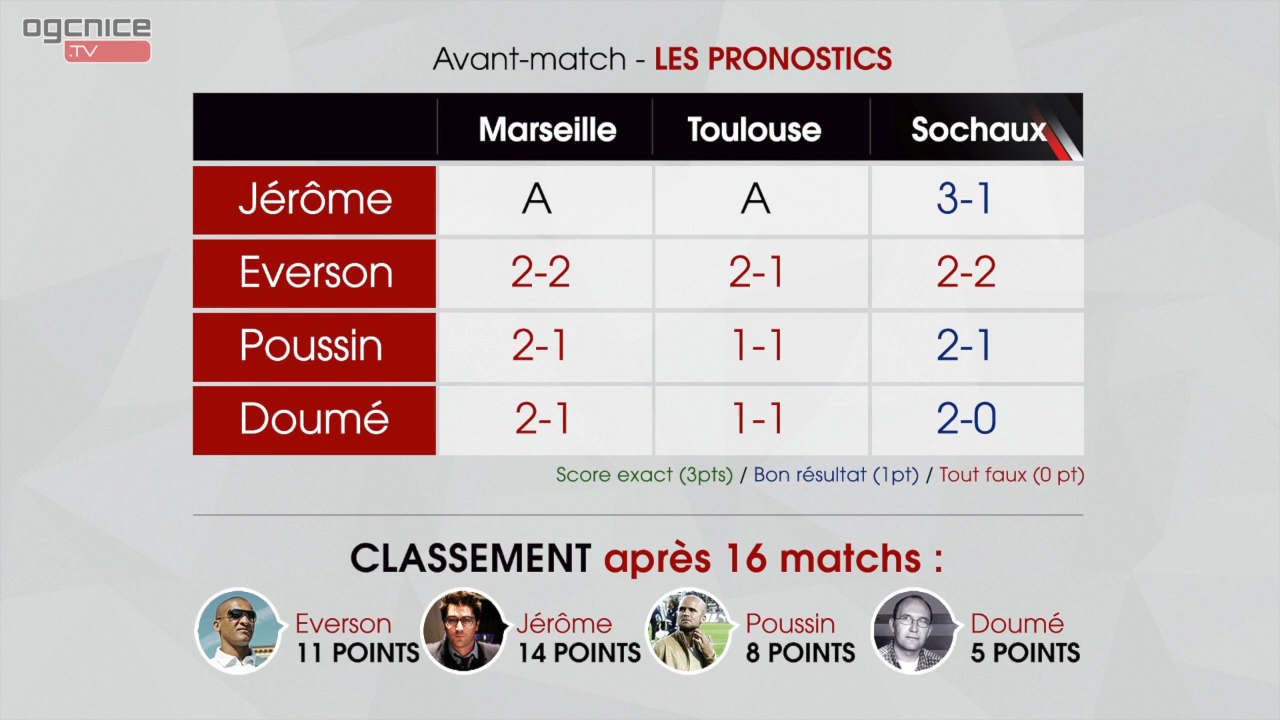 ogcnice
.TV
Avant-match - LES PRONOSTICS
Marseille Toulouse Sochaux
Jérôme A A 3-1
Everson 2-2 2-1 2-2
Poussin 2-1 1-1 2-1
Doumé 2-1 1-1 2-0
Score exact (3pts) / Bon résultat (1pt) / Tout faux (0 pt)
CLASSEMENT après 16 matchs :
Everson Jérôme Poussin Doumé
11 POINTS 14 POINTS 8 POINTS 5 POINTS